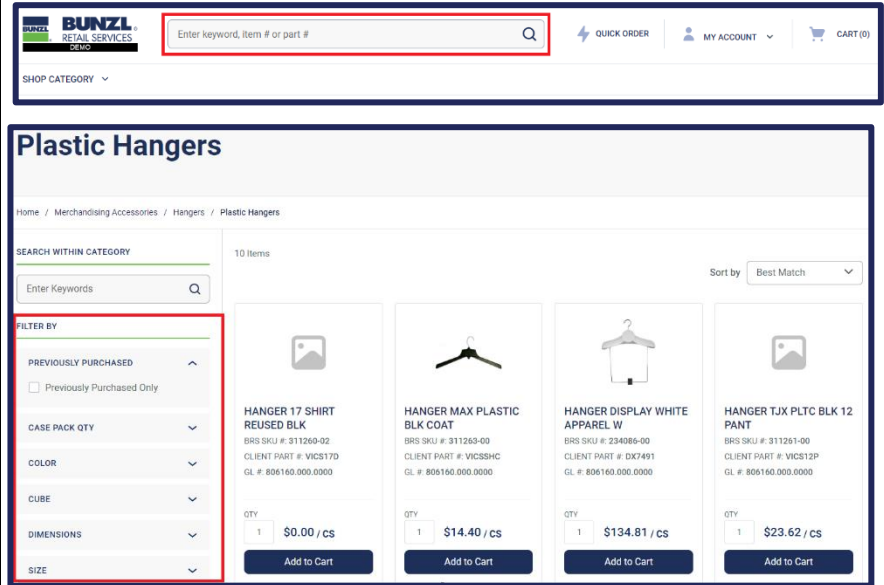 BUNZL
BUNZL
RETAIL SERVICES
DEMO
Enter keyword, item # or part #
QUICK ORDER
MY ACCOUNT
CART (0)
SHOP CATEGORY
Plastic Hangers
Home / Merchandising Accessories / Hangers / Plastic Hangers
SEARCH WITHIN CATEGORY
Enter Keywords
FILTER BY
PREVIOUSLY PURCHASED
Previously Purchased Only
CASE PACK QTY
COLOR
CUBE
DIMENSIONS
SIZE
10 Items
Sort by Best Match
HANGER 17 SHIRT
REUSED BLK
BRS SKU #: 311260-02
CLIENT PART #: VICS17D
GL #: 806160.000.0000
QTY
1 $0.00 / CS
Add to Cart
HANGER MAX PLASTIC
BLK COAT
BRS SKU #: 311263-00
CLIENT PART #: VICSSHC
GL #: 806160.000.0000
QTY
1 $14.40 / CS
Add to Cart
HANGER DISPLAY WHITE
APPAREL W
BRS SKU #: 234086-00
CLIENT PART #: DX7491
GL #: 806160.000.0000
QTY
1 $134.81 / CS
Add to Cart
HANGER TJX PLTC BLK 12
PANT
BRS SKU #: 311261-00
CLIENT PART #: VICS12P
GL #: 806160.000.0000
QTY
1 $23.62 / CS
Add to Cart